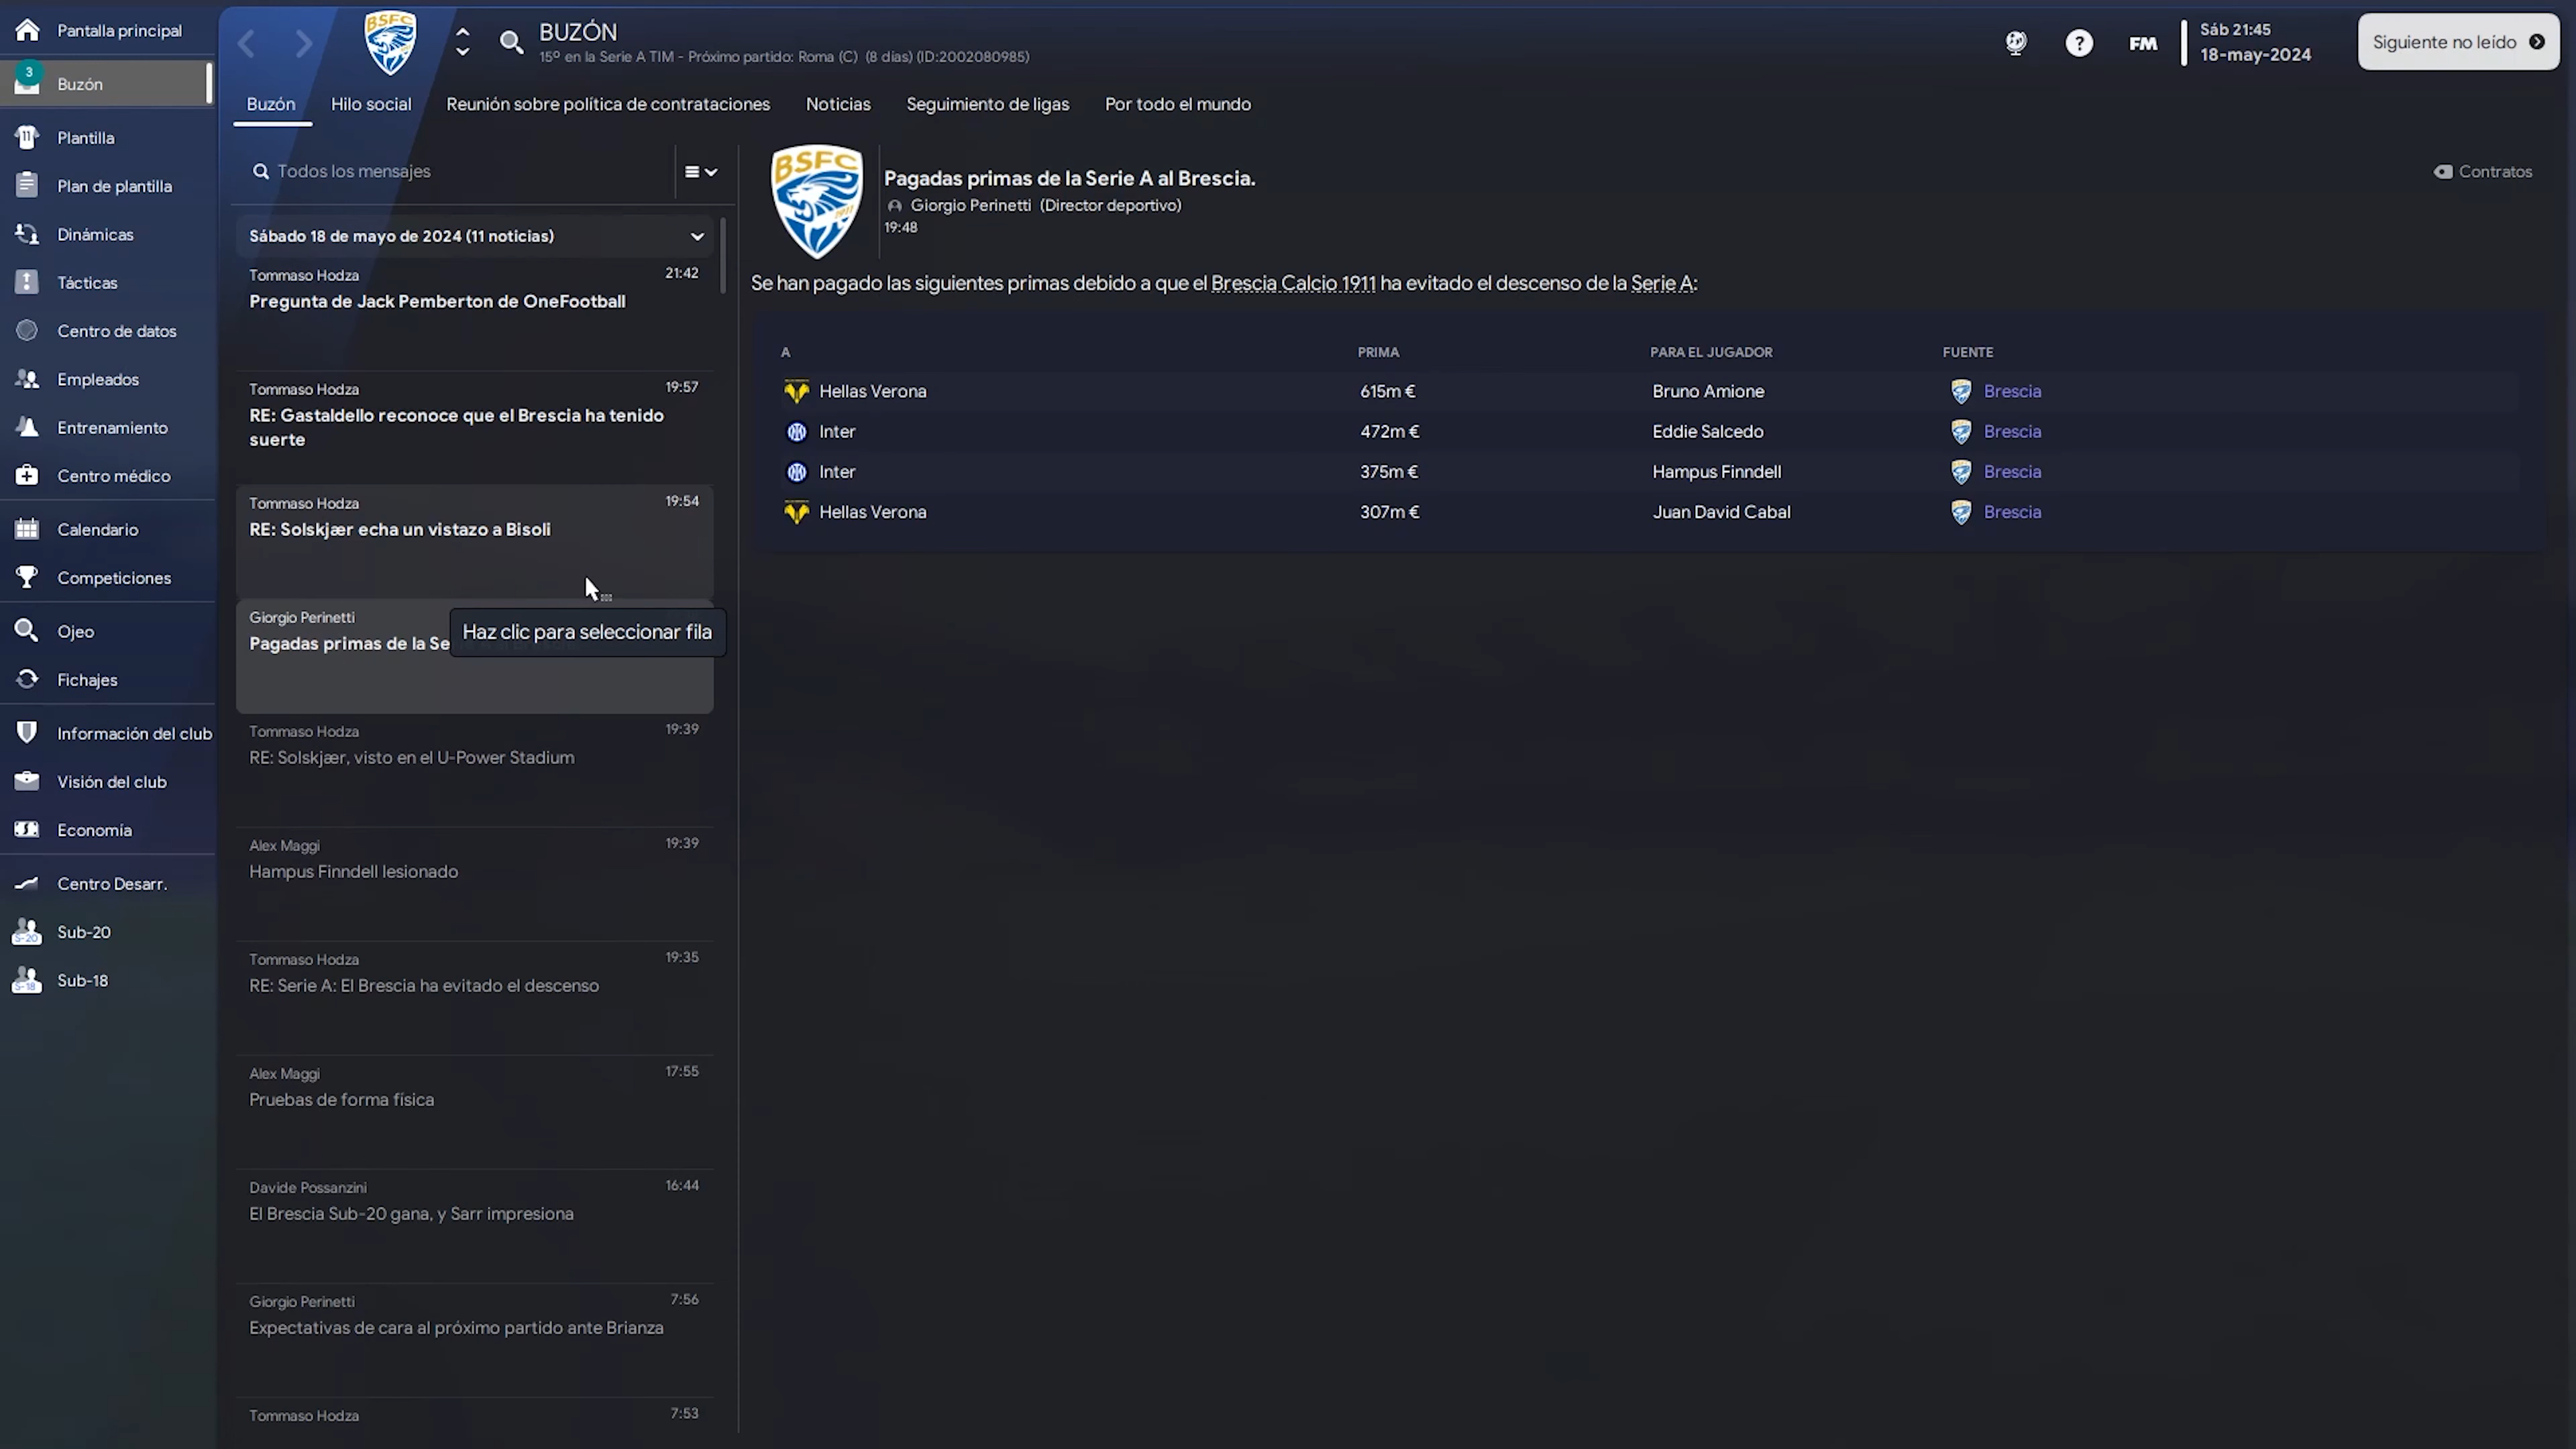 Pantalla principal
3
Buzón
Plantilla
Plan de plantilla
Dinámicas
Tácticas
Centro de datos
Empleados
Entrenamiento
Centro médico
Calendario
Competiciones
Ojeo
Fichajes
Información del club
Visión del club
Economía
Centro Desarr.
S-20
Sub-20
S-18
Sub-18
BSFC
BUZÓN
15º en la Serie A TIM - Próximo partido: Roma (C) (8 días) (ID:2002080985)
?
FM
Sáb 21:45
18-may-2024
Siguiente no leído
Buzón
Hilo social
Reunión sobre política de contrataciones
Noticias
Seguimiento de ligas
Por todo el mundo
Todos los mensajes
Sábado 18 de mayo de 2024 (11 noticias)
Tommaso Hodza 21:42
Pregunta de Jack Pemberton de OneFootball
Tommaso Hodza 19:57
RE: Gastaldello reconoce que el Brescia ha tenido
suerte
Tommaso Hodza 19:54
RE: Solskjær echa un vistazo a Bisoli
Giorgio Perinetti
Pagadas primas de la Se
Haz clic para seleccionar fila
Tommaso Hodza 19:39
RE: Solskjær, visto en el U-Power Stadium
Alex Maggi 19:39
Hampus Finndell lesionado
Tommaso Hodza 19:35
RE: Serie A: El Brescia ha evitado el descenso
Alex Maggi 17:55
Pruebas de forma física
Davide Possanzini 16:44
El Brescia Sub-20 gana, y Sarr impresiona
Giorgio Perinetti 7:56
Expectativas de cara al próximo partido ante Brianza
Tommaso Hodza 7:53
BSFC
1911
Pagadas primas de la Serie A al Brescia.
Giorgio Perinetti (Director deportivo)
19:48
Contratos
Se han pagado las siguientes primas debido a que el Brescia Calcio 1911 ha evitado el descenso de la Serie A:
A PRIMA PARA EL JUGADOR FUENTE
Hellas Verona 615m € Bruno Amione Brescia
Inter 472m € Eddie Salcedo Brescia
Inter 375m € Hampus Finndell Brescia
Hellas Verona 307m € Juan David Cabal Brescia